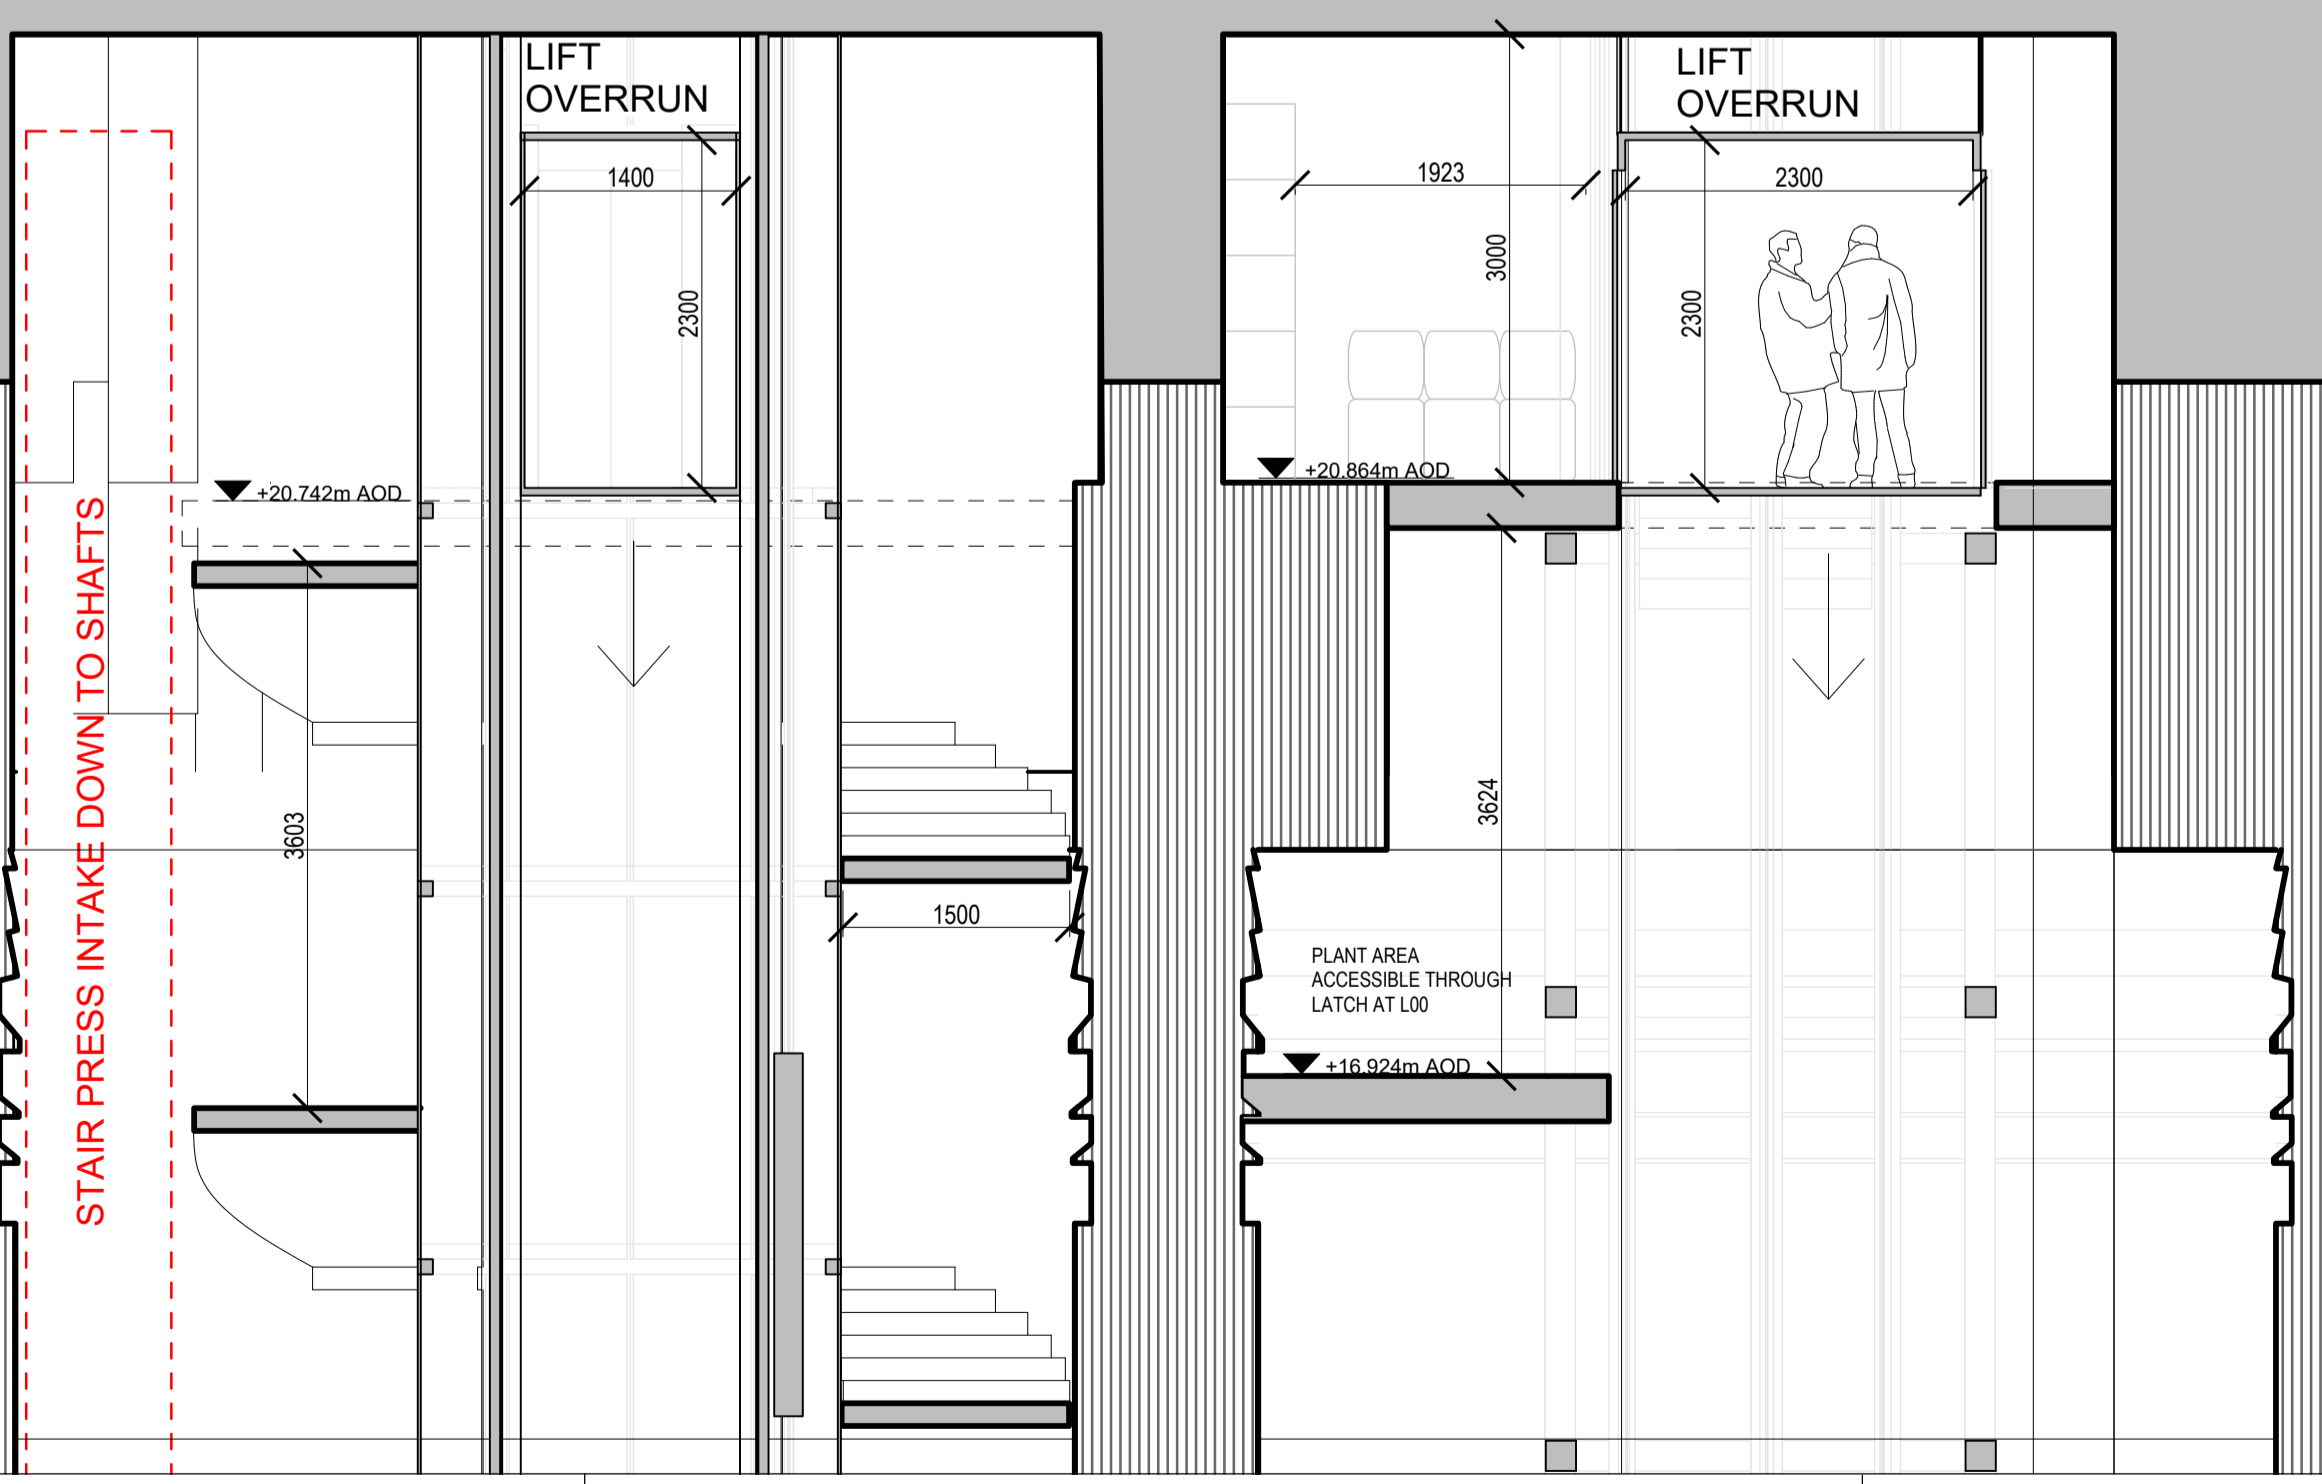 LIFT
OVERRUN
LIFT
OVERRUN
1400
2300
1923
3000
2300
2300
+20.742m AOD
+20.864m AOD
STAIR PRESS INTAKE DOWN TO SHAFTS
3603
3624
1500
PLANT AREA
ACCESSIBLE THROUGH
LATCH AT L00
+16.924m AOD